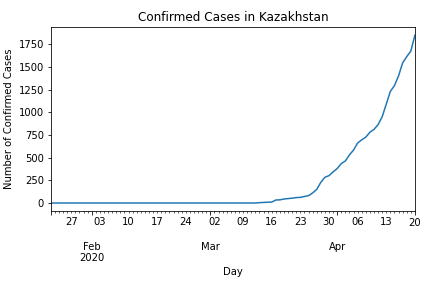 Confirmed Cases in Kazakhstan
Number of Confirmed Cases
1750
1500
1250
1000
750
500
250
0
27 03 10 17 24 02 09 16 23 30 06 13 20
Feb Mar Apr
2020
Day